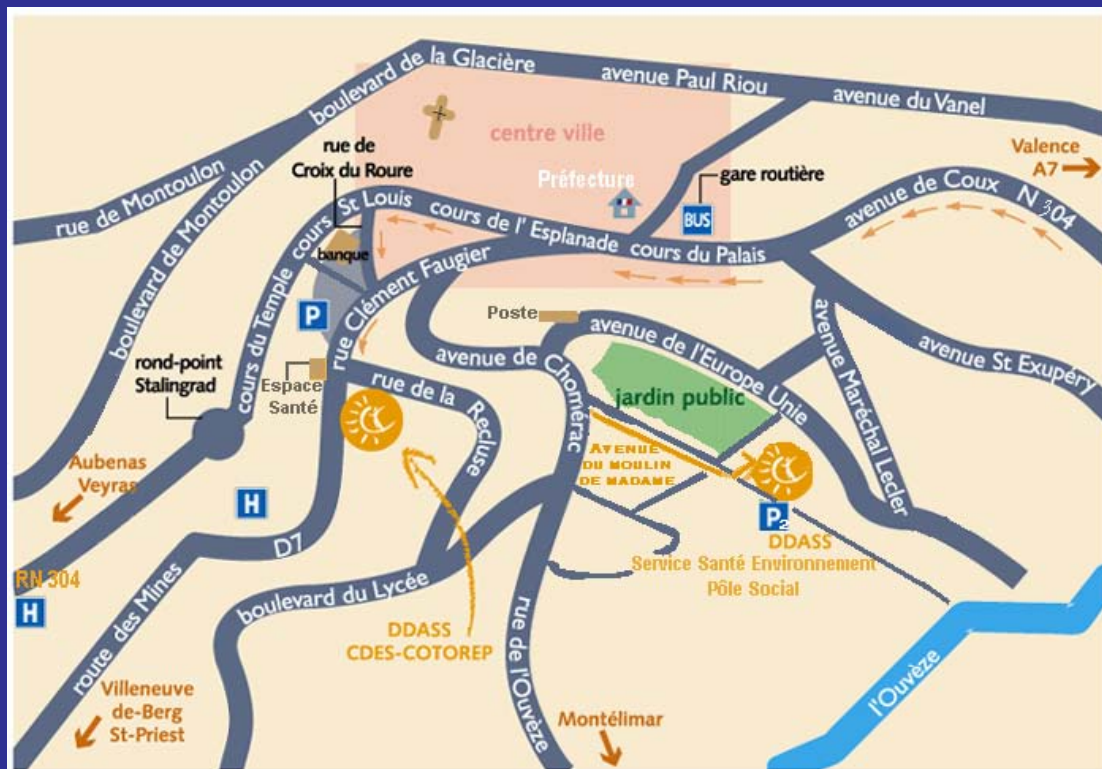 boulevard de la Glacière
avenue Paul Riou
avenue du Vanel
centre ville
rue de
Croix du Roure
Valence
A7
rue de Montoulon
boulevard de Montoulon
Préfecture
gare routière
BUS
avenue de Coux
N 304
cours St Louis
cours de l'Esplanade
cours du Palais
banque
rue Clément Faugier
cours du Temple
P
Poste
avenue de l'Europe Unie
avenue St Exupéry
avenue Maréchal Lecler
rond-point
Stalingrad
Espace
Santé
rue de la Recluse
avenue de Chomérac
jardin public
AVENUE
DU MOULIN
DE MADAME
Aubenas
Veyras
H
D7
P2
DDASS
Service Santé Environnement
Pôle Social
RN 304
H
route des Mines
boulevard du Lycée
DDASS
CDES-COTOREP
rue de l'Ouvèze
l'Ouvèze
Villeneuve
de-Berg
St-Priest
Montélimar